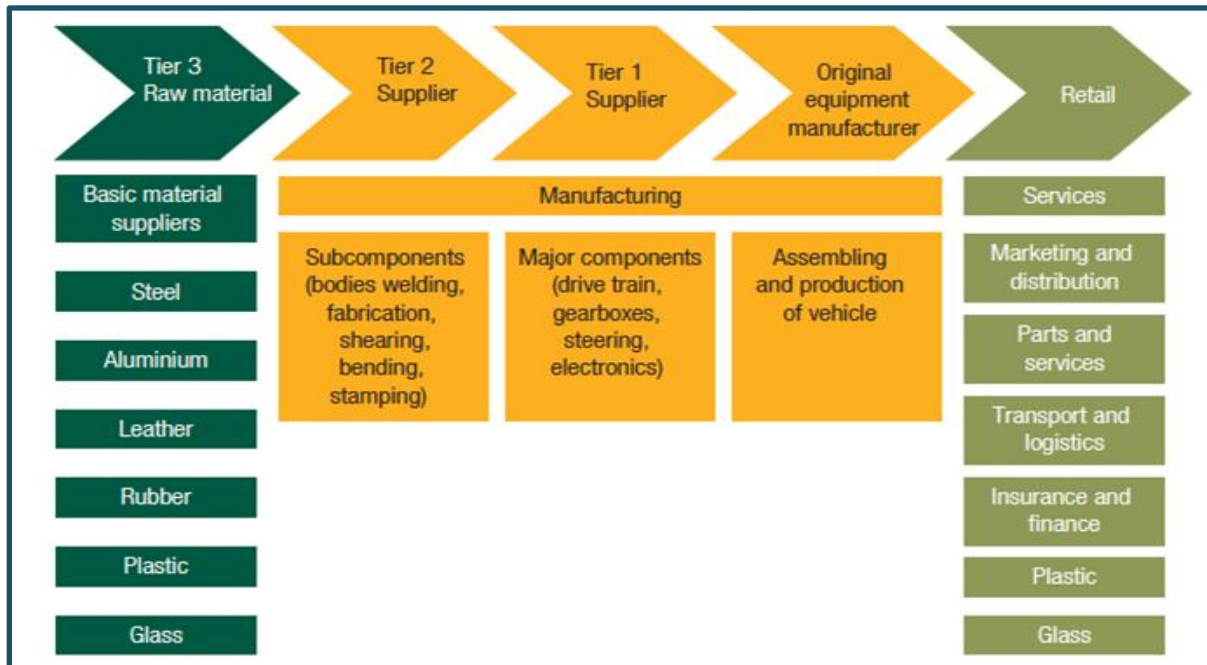 Tier 3
Raw material
Tier 2
Supplier
Tier 1
Supplier
Original
equipment
manufacturer
Retail
Basic material
suppliers
Steel
Aluminium
Leather
Rubber
Plastic
Glass
Manufacturing
Subcomponents
(bodies welding,
fabrication,
shearing,
bending,
stamping)
Major components
(drive train,
gearboxes,
steering,
electronics)
Assembling
and production
of vehicle
Services
Marketing and
distribution
Parts and
services
Transport and
logistics
Insurance and
finance
Plastic
Glass